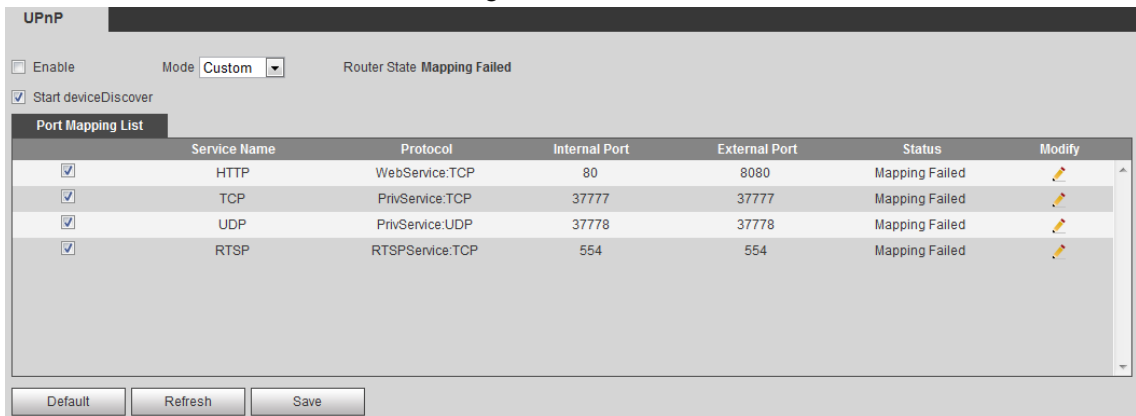 UPnP
Enable Mode Custom Router State Mapping Failed
Start deviceDiscover
Port Mapping List
Service Name Protocol Internal Port External Port Status Modify
HTTP WebService:TCP 80 8080 Mapping Failed
TCP PrivService:TCP 37777 37777 Mapping Failed
UDP PrivService:UDP 37778 37778 Mapping Failed
RTSP RTSPService:TCP 554 554 Mapping Failed
Default Refresh Save